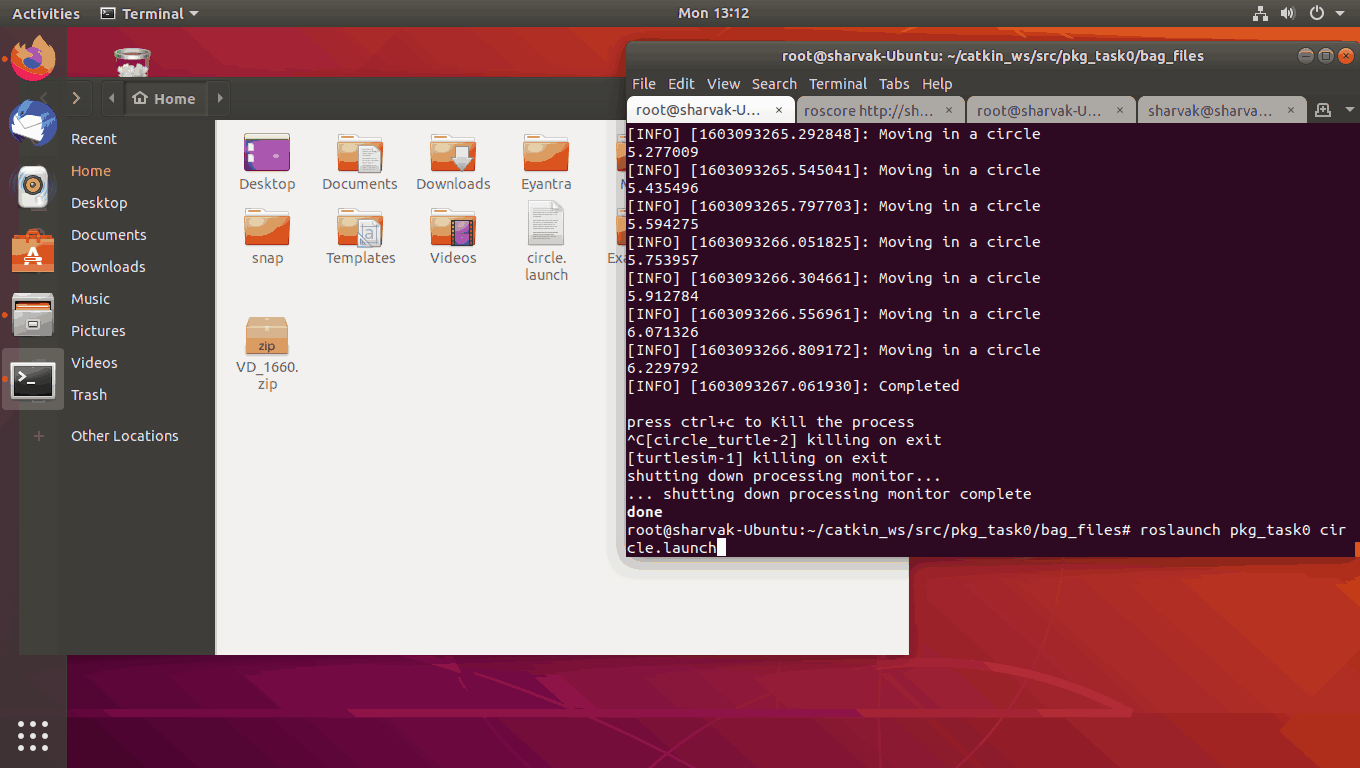 Activities
Terminal
Mon 13:12
Home
Recent
Home
Desktop
Documents
Downloads
Music
Pictures
Videos
Trash
Other Locations
Desktop
Documents
Downloads
Eyantra
snap
Templates
Videos
circle.
launch
VD_1660.
zip
zip
root@sharvak-Ubuntu: ~/catkin_ws/src/pkg_task0/bag_files
File Edit View Search Terminal Tabs Help
root@sharvak-U...
roscore http://sh...
root@sharvak-U...
sharvak@sharva...
[INFO] [1603093265.292848]: Moving in a circle
5.277009
[INFO] [1603093265.545041]: Moving in a circle
5.435496
[INFO] [1603093265.797703]: Moving in a circle
5.594275
[INFO] [1603093266.051825]: Moving in a circle
5.753957
[INFO] [1603093266.304661]: Moving in a circle
5.912784
[INFO] [1603093266.556961]: Moving in a circle
6.071326
[INFO] [1603093266.809172]: Moving in a circle
6.229792
[INFO] [1603093267.061930]: Completed
press ctrl+c to Kill the process
^C[circle_turtle-2] killing on exit
[turtlesim-1] killing on exit
shutting down processing monitor...
... shutting down processing monitor complete
done
root@sharvak-Ubuntu:~/catkin_ws/src/pkg_task0/bag_files# roslaunch pkg_task0 cir
cle.launch